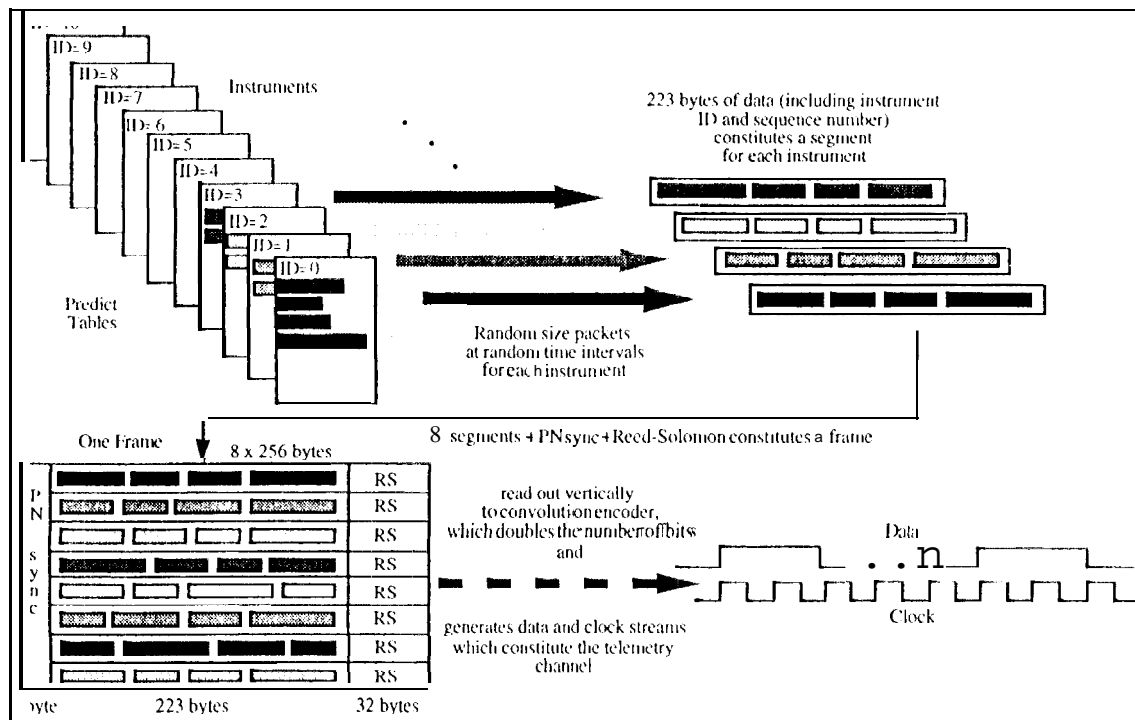 ID=9
ID=8
ID=7
ID=6
ID=5
ID=4
ID=3
ID=2
ID=1
ID=0
Instruments
Predict
Tables
223 bytes of data (including instrument
ID and sequence number)
constitutes a segment
for each instrument
Random size packets
at random time intervals
for each instrument
8 segments + PN sync + Reed-Solomon constitutes a frame
One Frame
8 x 256 bytes
PN
sync
RS
RS
RS
RS
RS
RS
RS
RS
byte
223 bytes
32 bytes
read out vertically
to convolution encoder,
which doubles the number of bits
and
generates data and clock streams
which constitute the telemetry
channel
Data
Clock